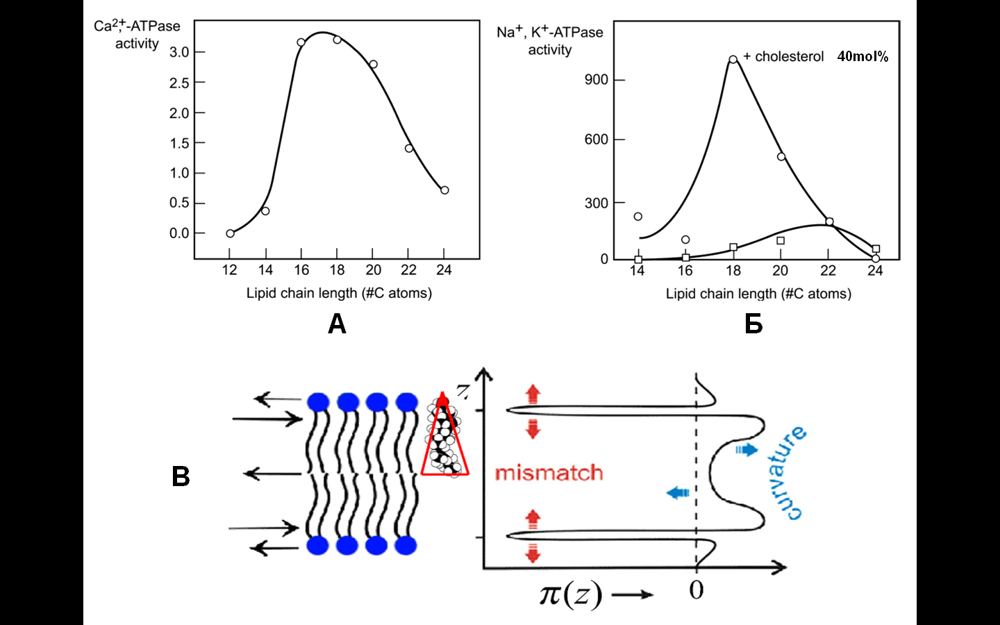 Ca2+,-ATPase
activity
3.0
2.5
2.0
1.5
1.0
0.5
0.0
12 14 16 18 20 22 24
Lipid chain length (#C atoms)
А
Na+, K+-ATPase
activity
+ cholesterol 40mol%
900
600
300
0
14 16 18 20 22 24
Lipid chain length (#C atoms)
Б
В
z
mismatch
curvature
π(z)
0